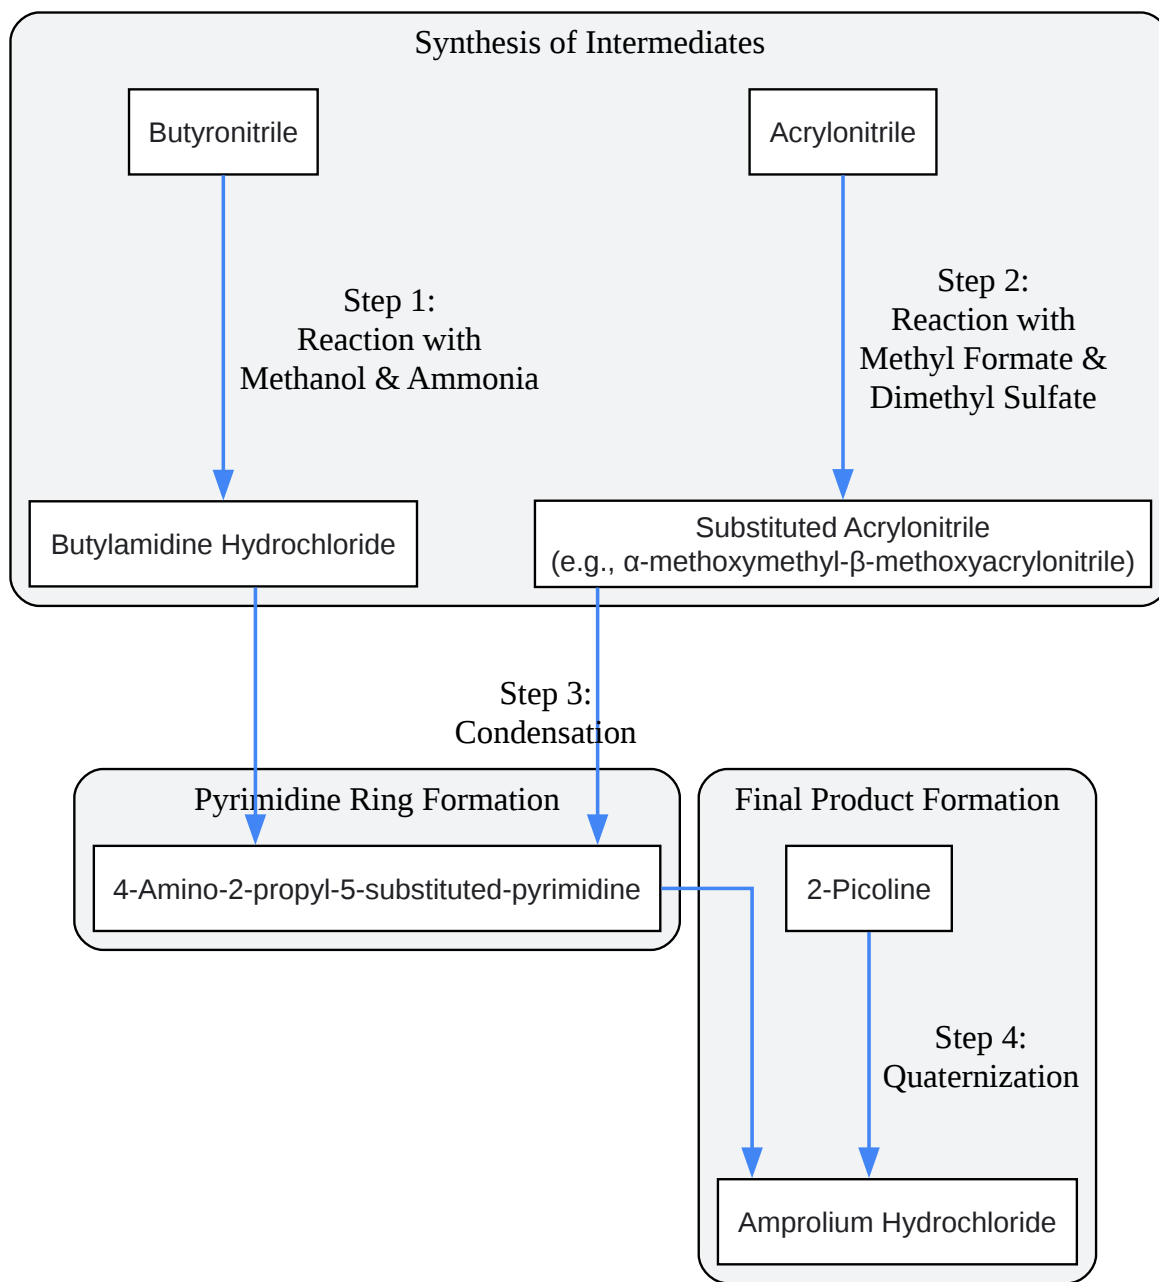 Synthesis of Intermediates
Butyronitrile
Acrylonitrile
Step 1:
Reaction with
Methanol & Ammonia
Step 2:
Reaction with
Methyl Formate &
Dimethyl Sulfate
Butylamidine Hydrochloride
Substituted Acrylonitrile
(e.g., α-methoxymethyl-β-methoxyacrylonitrile)
Step 3:
Condensation
Pyrimidine Ring Formation
4-Amino-2-propyl-5-substituted-pyrimidine
Final Product Formation
2-Picoline
Step 4:
Quaternization
Amprolium Hydrochloride